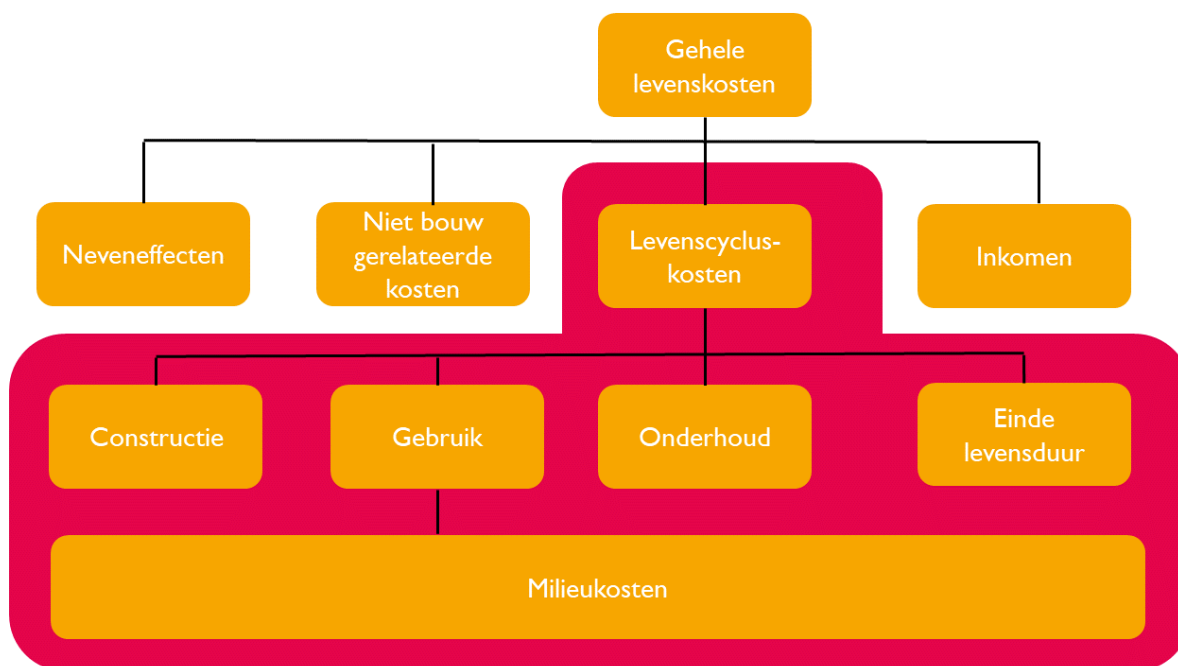 Gehele
levenskosten
Neveneffecten
Niet bouw
gerelateerde
kosten
Levenscyclus-
kosten
Inkomen
Constructie
Gebruik
Onderhoud
Einde
levensduur
Milieukosten